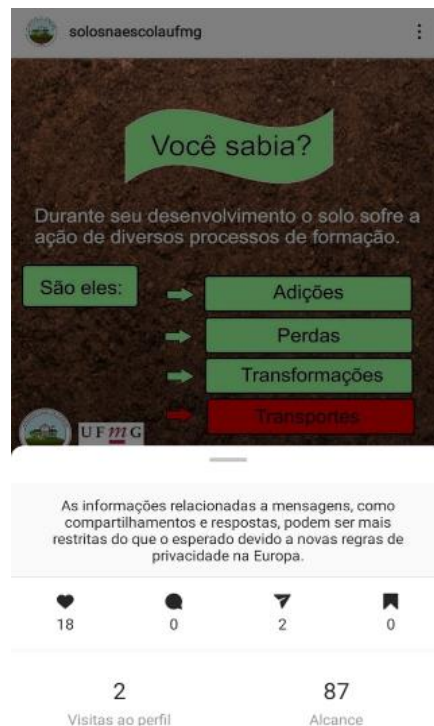 solosnaescolaufmg
Você sabia?
Durante seu desenvolvimento o solo sofre a
ação de diversos processos de formação.
São eles:
Adições
Perdas
Transformações
Transportes
UFMG
As informações relacionadas a mensagens, como
compartilhamentos e respostas, podem ser mais
restritas do que o esperado devido a novas regras de
privacidade na Europa.
18
0
2
0
2
87
Visitas ao perfil
Alcance